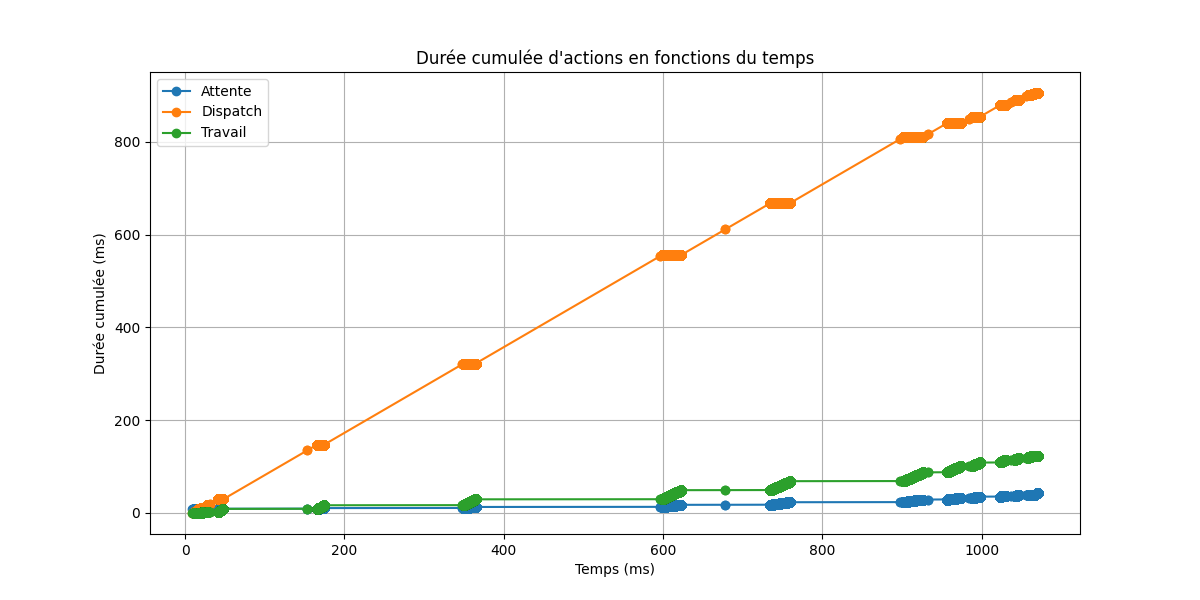 Durée cumulée d'actions en fonctions du temps
Attente
Dispatch
Travail
Durée cumulée (ms)
800
600
400
200
0
0 200 400 600 800 1000
Temps (ms)